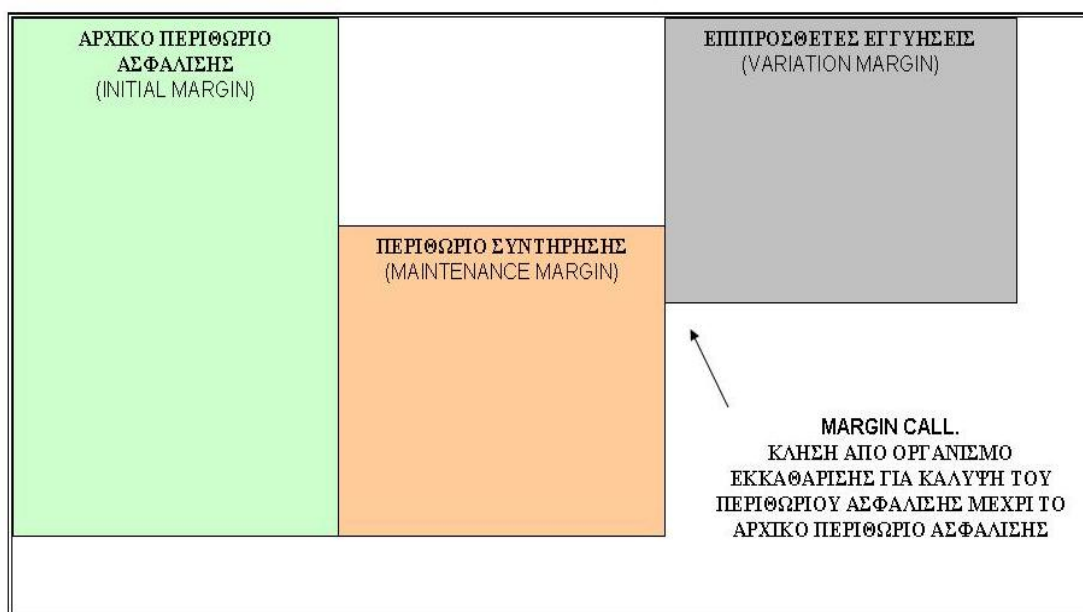 ΑΡΧΙΚΟ ΠΕΡΙΘΩΡΙΟ
ΑΣΦΑΛΙΣΗΣ
(INITIAL MARGIN)
ΠΕΡΙΘΩΡΙΟ ΣΥΝΤΗΡΗΣΗΣ
(MAINTENANCE MARGIN)
ΕΠΙΠΡΟΣΘΕΤΕΣ ΕΓΓΥΗΣΕΙΣ
(VARIATION MARGIN)
MARGIN CALL.
ΚΛΗΣΗ ΑΠΟ ΟΡΓΑΝΙΣΜΟ
ΕΚΚΑΘΑΡΙΣΗΣ ΓΙΑ ΚΑΛΥΨΗ ΤΟΥ
ΠΕΡΙΘΩΡΙΟΥ ΑΣΦΑΛΙΣΗΣ ΜΕΧΡΙ ΤΟ
ΑΡΧΙΚΟ ΠΕΡΙΘΩΡΙΟ ΑΣΦΑΛΙΣΗΣ